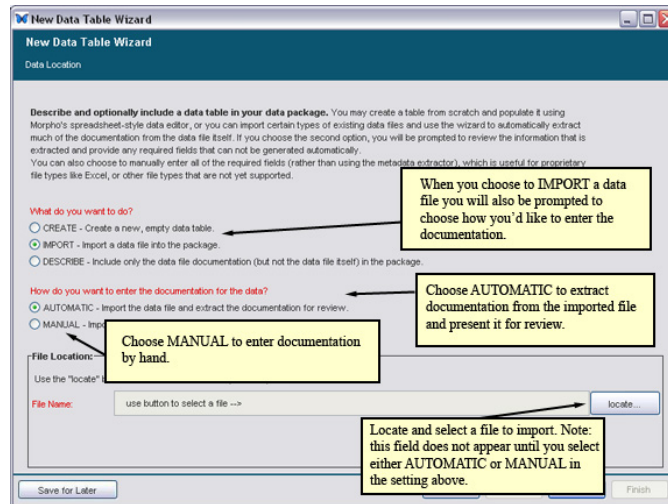 New Data Table Wizard
New Data Table Wizard
Data Location
Describe and optionally include a data table in your data package. You may create a table from scratch and populate it using
Morpho's spreadsheet-style data editor, or you can import certain types of existing data files and use the wizard to automatically extract
much of the documentation from the data file itself. If you choose the second option, you will be prompted to review the information that is
extracted and provide any required fields that can not be generated automatically.
You can also choose to manually enter all of the required fields (rather than using the metadata extractor), which is useful for proprietary
file types like Excel, or other file types that are not yet supported.
When you choose to IMPORT a data
file you will also be prompted to
choose how you'd like to enter the
documentation.
What do you want to do?
CREATE - Create a new, empty data table.
IMPORT - Import a data file into the package.
DESCRIBE - Include only the data file documentation (but not the data file itself) in the package.
How do you want to enter the documentation for the data?
AUTOMATIC - Import the data file and extract the documentation for review.
MANUAL - Impo
Choose AUTOMATIC to extract
documentation from the imported file
and present it for review.
Choose MANUAL to enter documentation
by hand.
File Location:
Use the "locate"
File Name:
use button to select a file -->
locate...
Locate and select a file to import. Note:
this field does not appear until you select
either AUTOMATIC or MANUAL in
the setting above.
Save for Later
Finish